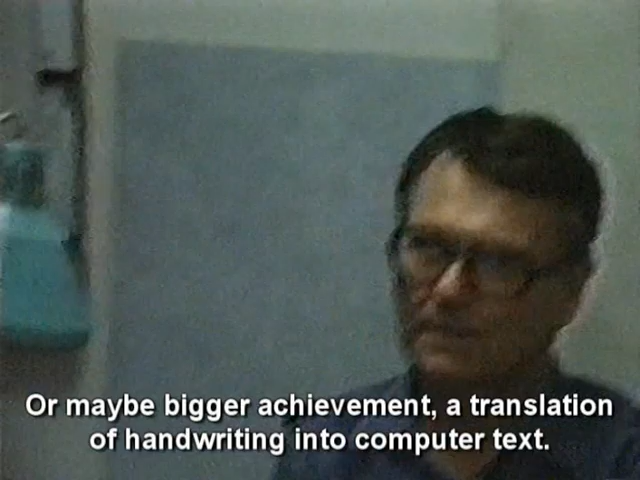 Or maybe bigger achievement, a translation
of handwriting into computer text.